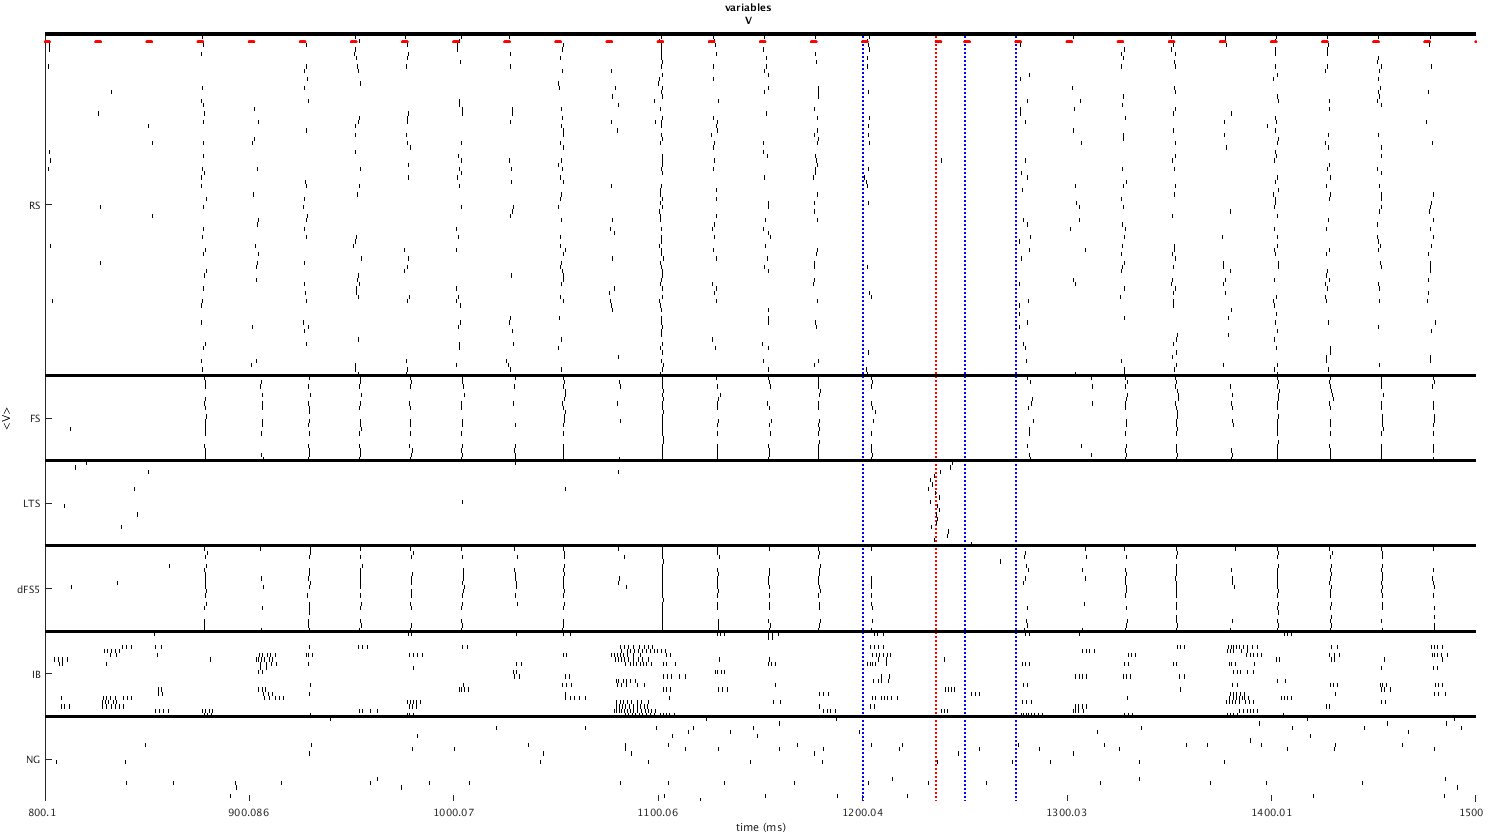 variables
V
RS
FS
LTS
dFS5
IB
NG
<V>
800.1 900.086 1000.07 1100.06 1200.04 1300.03 1400.01 1500
time (ms)